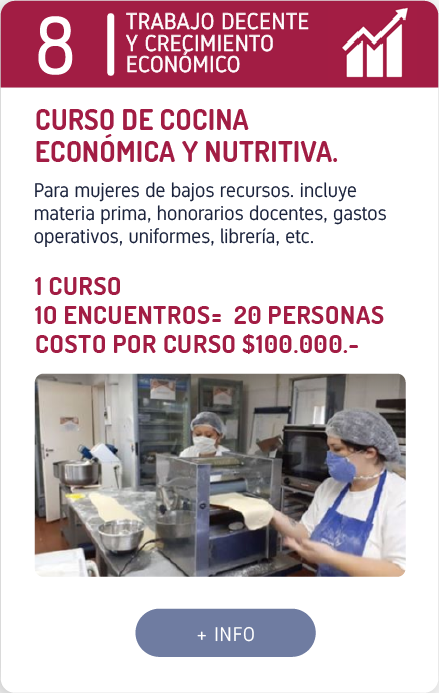 8
TRABAJO DECENTE
Y CRECIMIENTO
ECONÓMICO
CURSO DE COCINA
ECONÓMICA Y NUTRITIVA.
Para mujeres de bajos recursos. incluye
materia prima, honorarios docentes, gastos
operativos, uniformes, librería, etc.
1 CURSO
10 ENCUENTROS= 20 PERSONAS
COSTO POR CURSO $100.000.-
+ INFO